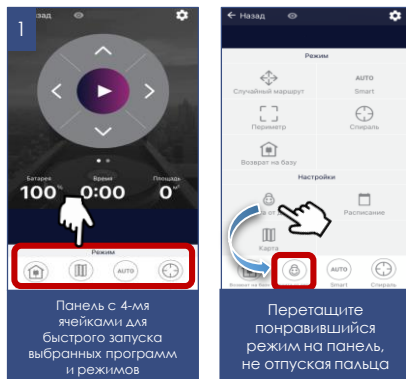 1
Назад
Батарея
Время
Площадь
100%
0:00
0 м²
Режим
AUTO
Панель с 4-мя
ячейками для
быстрого запуска
выбранных программ
и режимов
← Назад
Режим
Случайный маршрут
AUTO
Smart
Периметр
Спираль
Возврат на базу
Настройки
Расписание
Карта
AUTO
Smart
Спираль
Перетащите
понравившийся
режим на панель,
не отпуская пальца